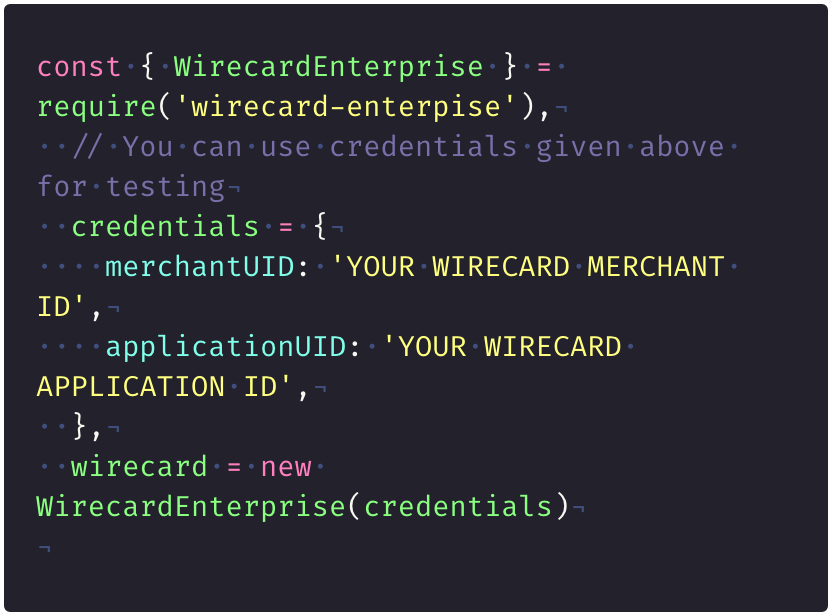 const { WirecardEnterprise } =
require('wirecard-enterpise'),
  // You can use credentials given above
for testing
  credentials = {
    merchantUID: 'YOUR WIRECARD MERCHANT
ID',
    applicationUID: 'YOUR WIRECARD
APPLICATION ID',
  },
  wirecard = new
WirecardEnterprise(credentials)